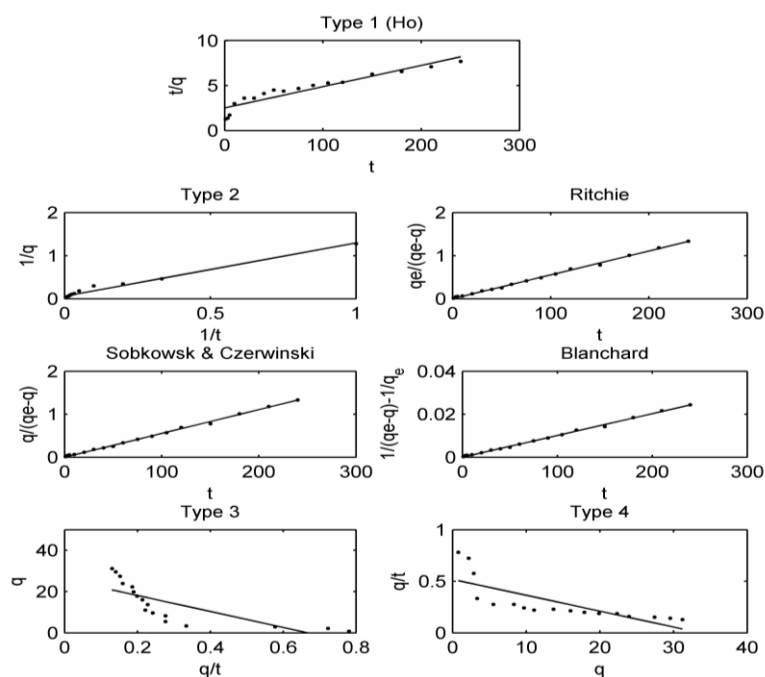 Type 1 (Ho)
10
5
0
t/q
0 100 200 300
t
Type 2
2
1
0
1/q
0 0.5 1
1/t
Ritchie
2
1
0
qe/(qe-q)
0 100 200 300
t
Sobkowsk & Czerwinski
2
1
0
q/(qe-q)
0 100 200 300
t
Blanchard
0.04
0.02
0
1/(qe-q)-1/qe
0 100 200 300
t
Type 3
40
20
0
q
0 0.2 0.4 0.6 0.8
q/t
Type 4
1
0.5
0
q/t
0 10 20 30 40
q